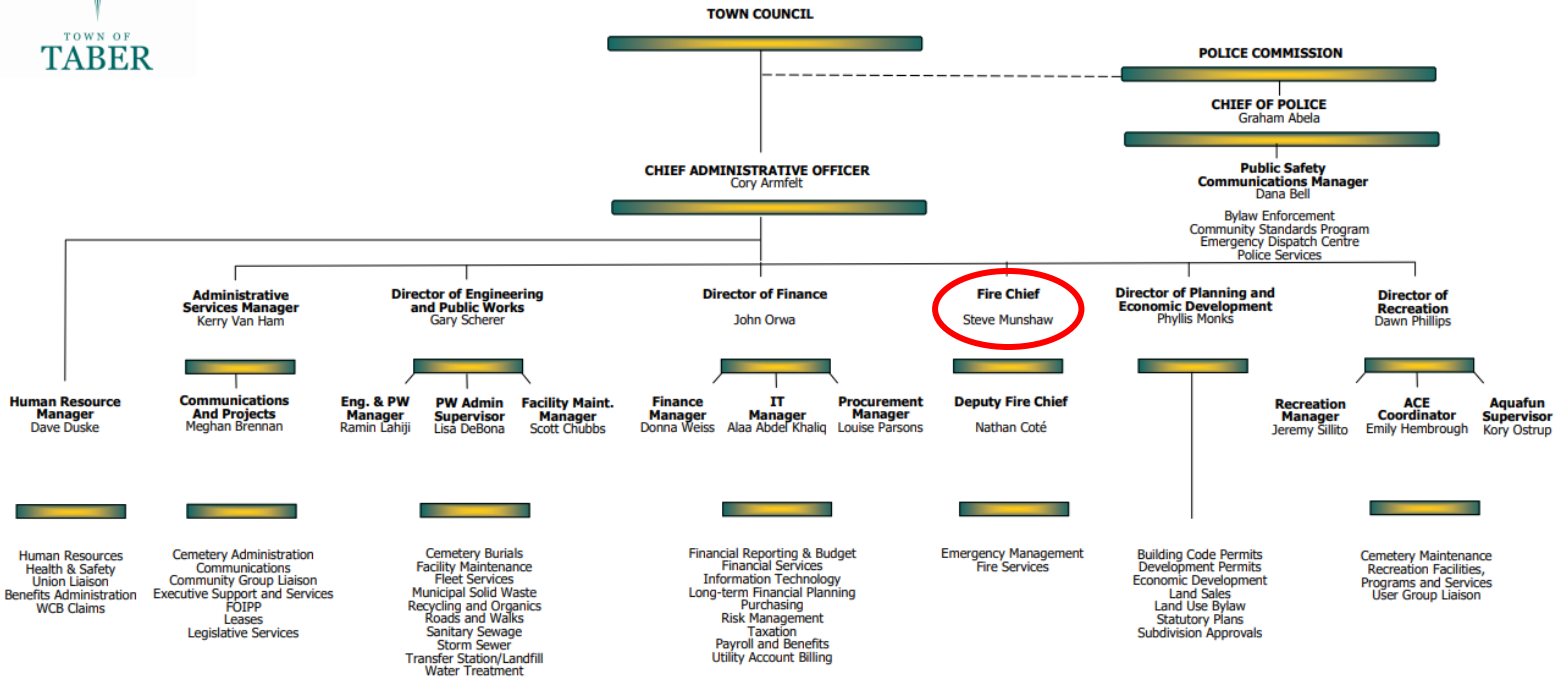 TOWN OF
TABER
TOWN COUNCIL
POLICE COMMISSION
CHIEF OF POLICE
Graham Abela
Public Safety
Communications Manager
Dana Bell
Bylaw Enforcement
Community Standards Program
Emergency Dispatch Centre
Police Services
CHIEF ADMINISTRATIVE OFFICER
Cory Armfelt
Administrative
Services Manager
Kerry Van Ham
Director of Engineering
and Public Works
Gary Scherer
Director of Finance
John Orwa
Fire Chief
Steve Munshaw
Director of Planning and
Economic Development
Phyllis Monks
Director of
Recreation
Dawn Phillips
Human Resource
Manager
Dave Duske
Communications
And Projects
Meghan Brennan
Eng. & PW
Manager
Ramin Lahiji
PW Admin
Supervisor
Lisa DeBona
Facility Maint.
Manager
Scott Chubbs
Finance
Manager
Donna Weiss
IT
Manager
Alaa Abdel Khaliq
Procurement
Manager
Louise Parsons
Deputy Fire Chief
Nathan Coté
Recreation
Manager
Jeremy Sillito
ACE
Coordinator
Emily Hembrough
Aquafun
Supervisor
Kory Ostrup
Human Resources
Health & Safety
Union Liaison
Benefits Administration
WCB Claims
Cemetery Administration
Communications
Community Group Liaison
Executive Support and Services
FOIPP
Leases
Legislative Services
Cemetery Burials
Facility Maintenance
Fleet Services
Municipal Solid Waste
Recycling and Organics
Roads and Walks
Sanitary Sewage
Storm Sewer
Transfer Station/Landfill
Water Treatment
Financial Reporting & Budget
Financial Services
Information Technology
Long-term Financial Planning
Purchasing
Risk Management
Taxation
Payroll and Benefits
Utility Account Billing
Emergency Management
Fire Services
Building Code Permits
Development Permits
Economic Development
Land Sales
Land Use Bylaw
Statutory Plans
Subdivision Approvals
Cemetery Maintenance
Recreation Facilities,
Programs and Services
User Group Liaison